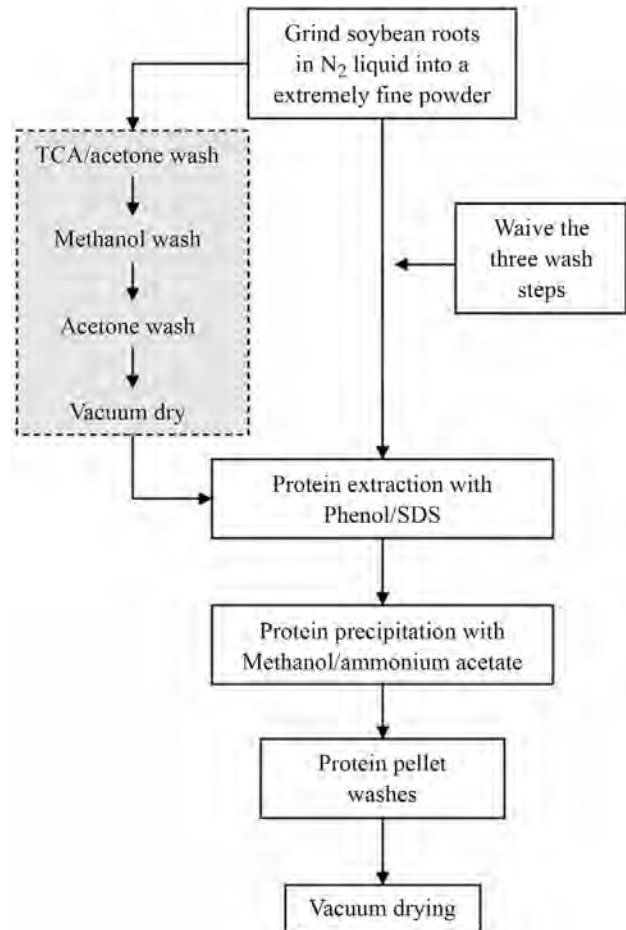 Grind soybean roots
in N₂ liquid into a
extremely fine powder
TCA/acetone wash
Methanol wash
Acetone wash
Vacuum dry
Waive the
three wash
steps
Protein extraction with
Phenol/SDS
Protein precipitation with
Methanol/ammonium acetate
Protein pellet
washes
Vacuum drying